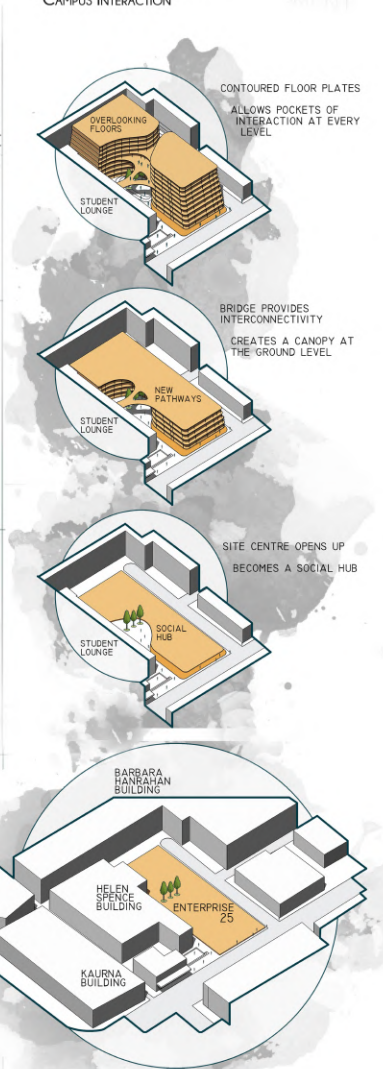 CAMPUS INTERACTION
CONTOURED FLOOR PLATES
ALLOWS POCKETS OF
INTERACTION AT EVERY
LEVEL
OVERLOOKING
FLOORS
STUDENT
LOUNGE
BRIDGE PROVIDES
INTERCONNECTIVITY
CREATES A CANOPY AT
THE GROUND LEVEL
NEW
PATHWAYS
STUDENT
LOUNGE
SITE CENTRE OPENS UP
BECOMES A SOCIAL HUB
SOCIAL
HUB
STUDENT
LOUNGE
BARBARA
HANRAHAN
BUILDING
HELEN
SPENCE
BUILDING
ENTERPRISE
25
KAURNA
BUILDING